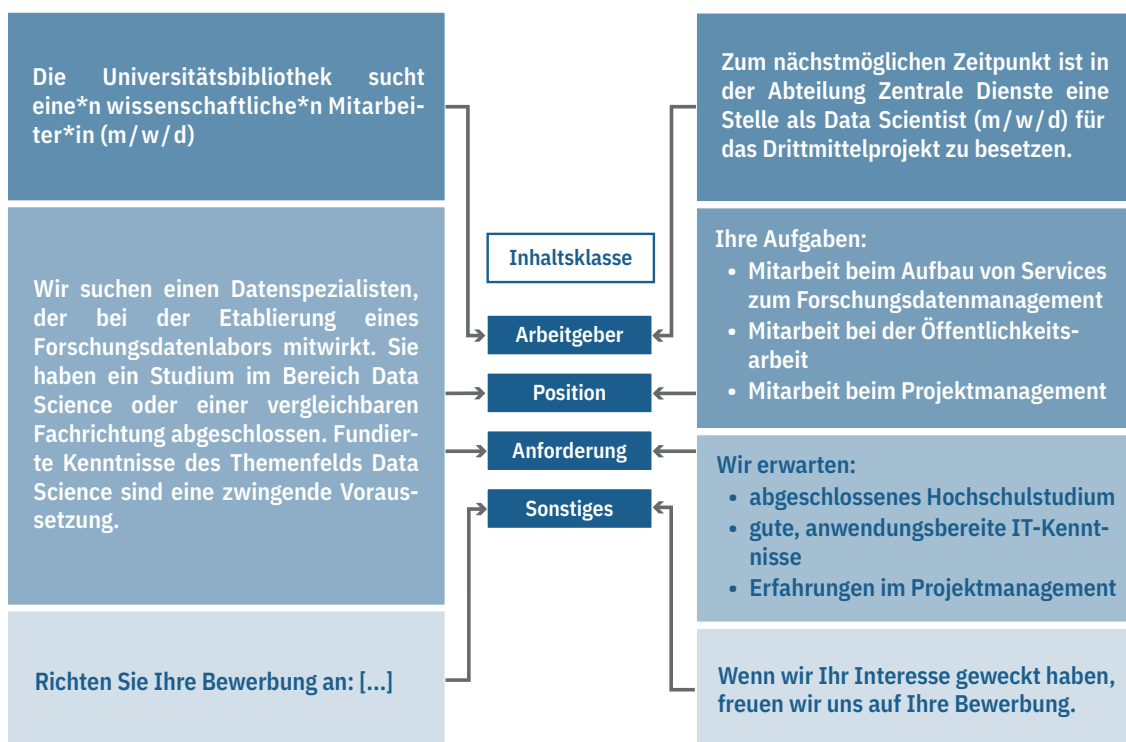 Die Universitätsbibliothek sucht
eine*n wissenschaftliche*n Mitarbei-
ter*in (m/w/d)
Wir suchen einen Datenspezialisten,
der bei der Etablierung eines
Forschungsdatenlabors mitwirkt. Sie
haben ein Studium im Bereich Data
Science oder einer vergleichbaren
Fachrichtung abgeschlossen. Fundier-
te Kenntnisse des Themenfelds Data
Science sind eine zwingende Voraus-
setzung.
Richten Sie Ihre Bewerbung an: [...]
Inhaltsklasse
Arbeitgeber
Position
Anforderung
Sonstiges
Zum nächstmöglichen Zeitpunkt ist in
der Abteilung Zentrale Dienste eine
Stelle als Data Scientist (m/w/d) für
das Drittmittelprojekt zu besetzen.
Ihre Aufgaben:
• Mitarbeit beim Aufbau von Services
zum Forschungsdatenmanagement
• Mitarbeit bei der Öffentlichkeits-
arbeit
• Mitarbeit beim Projektmanagement
Wir erwarten:
• abgeschlossenes Hochschulstudium
• gute, anwendungsbereite IT-Kennt-
nisse
• Erfahrungen im Projektmanagement
Wenn wir Ihr Interesse geweckt haben,
freuen wir uns auf Ihre Bewerbung.